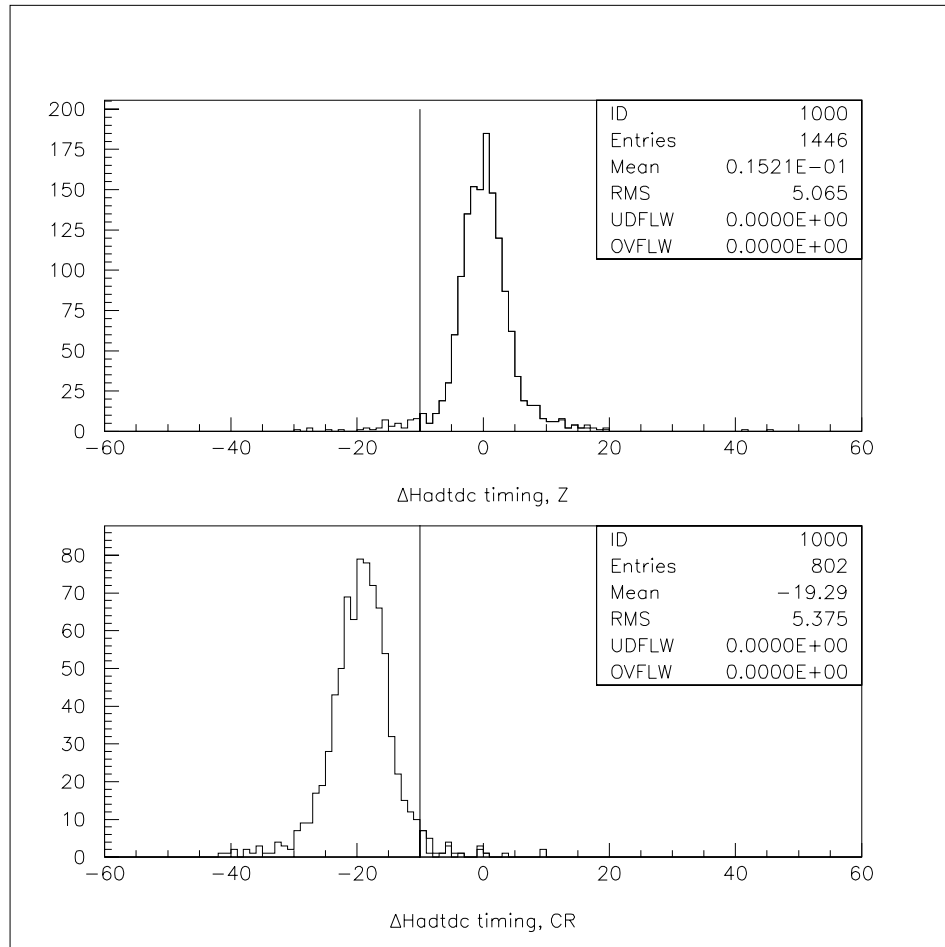 200
175
150
125
100
75
50
25
0
ID 1000
Entries 1446
Mean 0.1521E−01
RMS 5.065
UDFLW 0.0000E+00
OVFLW 0.0000E+00
−60 −40 −20 0 20 40 60
ΔHadtdc timing, Z
80
70
60
50
40
30
20
10
0
ID 1000
Entries 802
Mean −19.29
RMS 5.375
UDFLW 0.0000E+00
OVFLW 0.0000E+00
−60 −40 −20 0 20 40 60
ΔHadtdc timing, CR